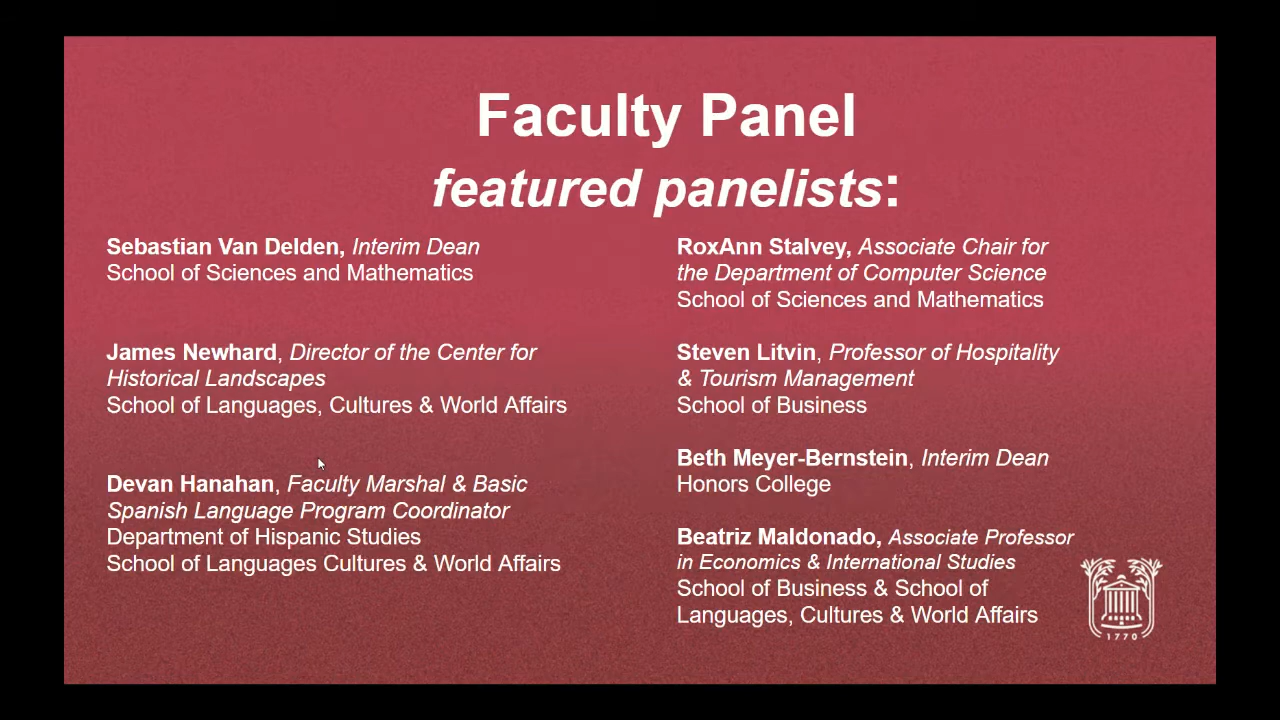 Faculty Panel
featured panelists:
Sebastian Van Delden, Interim Dean
School of Sciences and Mathematics
James Newhard, Director of the Center for
Historical Landscapes
School of Languages, Cultures & World Affairs
Devan Hanahan, Faculty Marshal & Basic
Spanish Language Program Coordinator
Department of Hispanic Studies
School of Languages Cultures & World Affairs
RoxAnn Stalvey, Associate Chair for
the Department of Computer Science
School of Sciences and Mathematics
Steven Litvin, Professor of Hospitality
& Tourism Management
School of Business
Beth Meyer-Bernstein, Interim Dean
Honors College
Beatriz Maldonado, Associate Professor
in Economics & International Studies
School of Business & School of
Languages, Cultures & World Affairs
1770